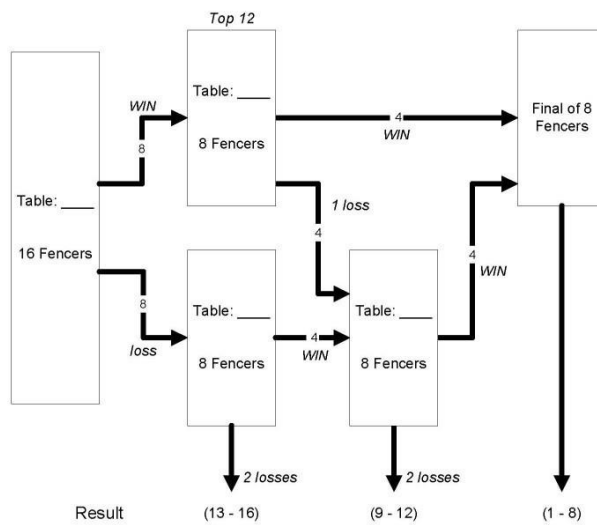 Top 12
Table: ____
8 Fencers
WIN
8
Table: ____
16 Fencers
8
loss
4
WIN
Final of 8
Fencers
1 loss
4
Table: ____
8 Fencers
4
WIN
Table: ____
8 Fencers
4
WIN
2 losses
2 losses
Result
(13 - 16)
(9 - 12)
(1 - 8)